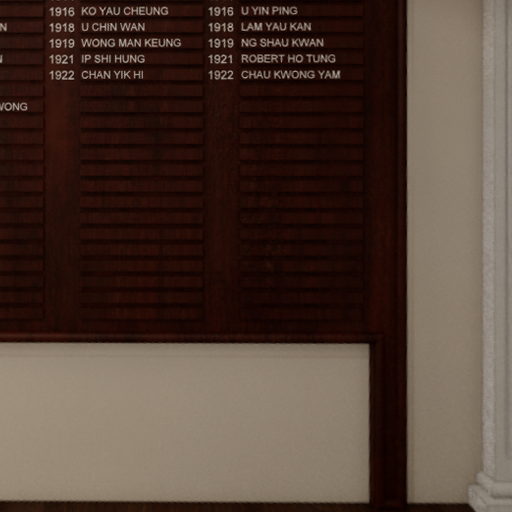 1916 KO YAU CHEUNG 1916 U YIN PING
N 1918 U CHIN WAN 1918 LAM YAU KAN
1919 WONG MAN KEUNG 1919 NG SHAU KWAN
1921 IP SHI HUNG 1921 ROBERT HO TUNG
1922 CHAN YIK HI 1922 CHAU KWONG YAM
WONG